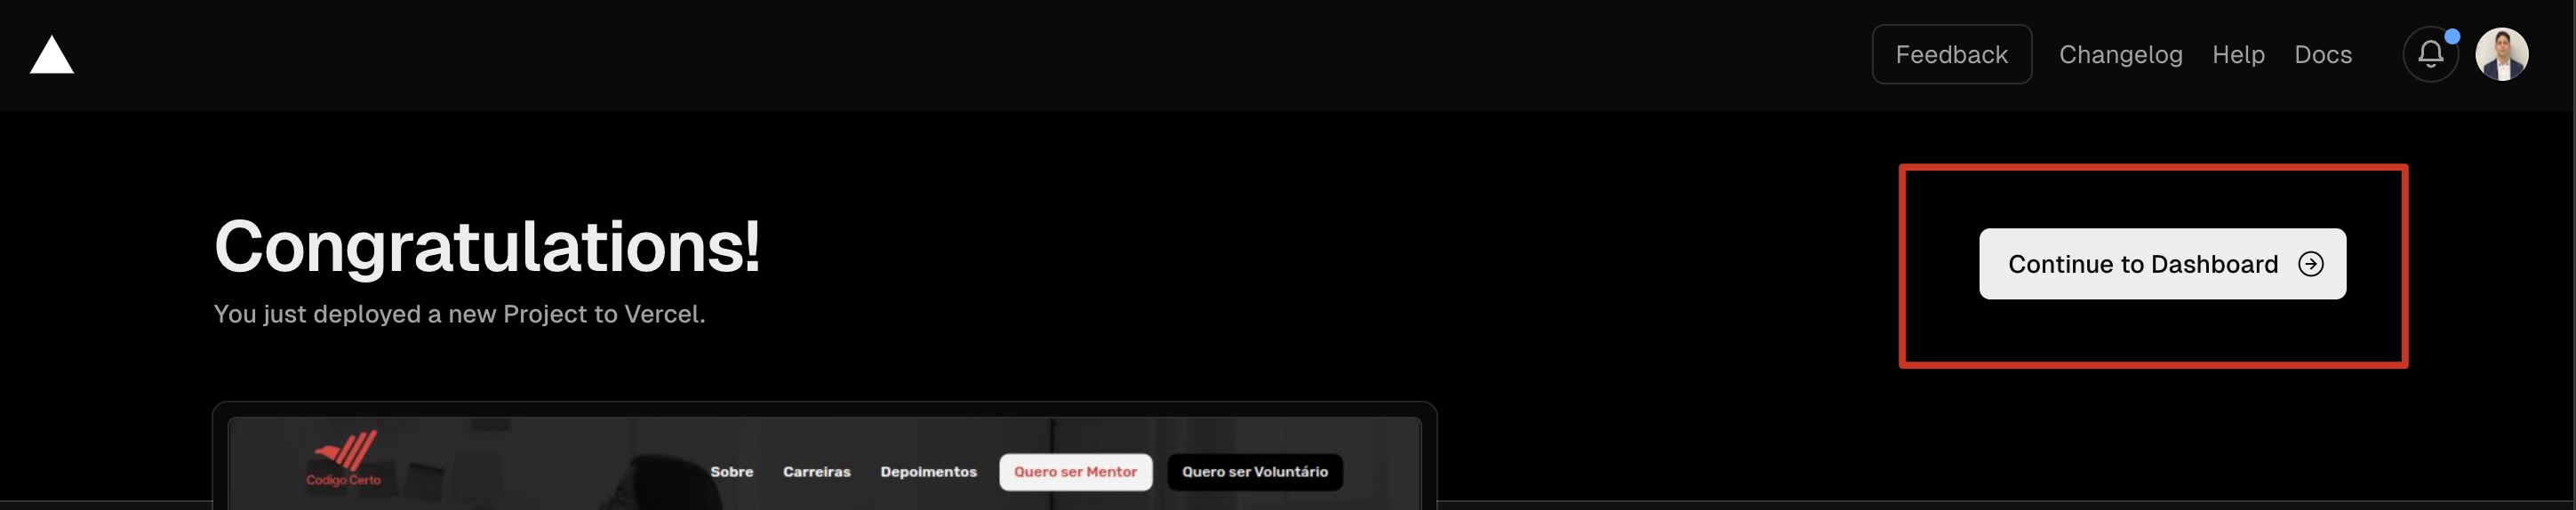 Feedback Changelog Help Docs
Congratulations!
Continue to Dashboard
You just deployed a new Project to Vercel.
Codigo Certo
Sobre Carreiras Depoimentos Quero ser Mentor Quero ser Voluntário